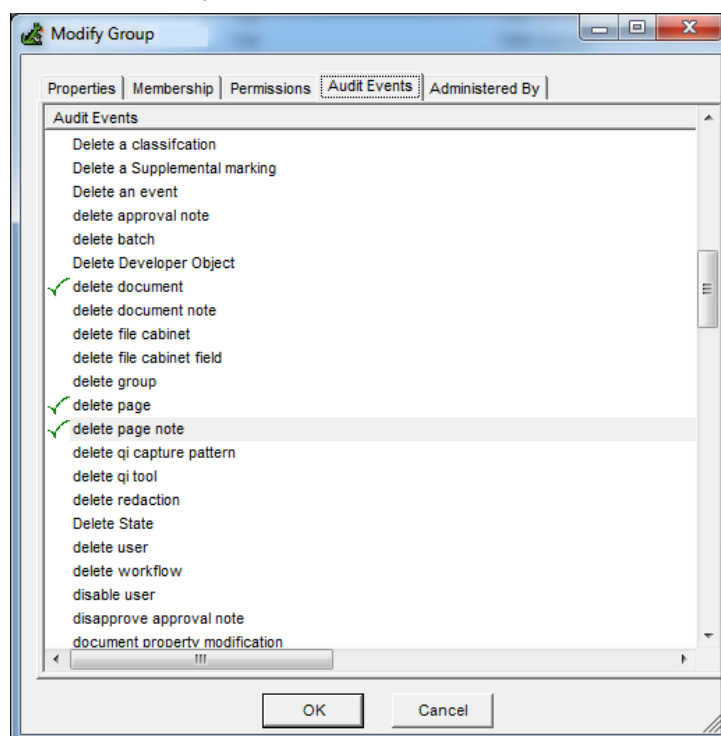 Modify Group
Properties Membership Permissions Audit Events Administered By
Audit Events
Delete a classifcation
Delete a Supplemental marking
Delete an event
delete approval note
delete batch
Delete Developer Object
delete document
delete document note
delete file cabinet
delete file cabinet field
delete group
delete page
delete page note
delete qi capture pattern
delete qi tool
delete redaction
Delete State
delete user
delete workflow
disable user
disapprove approval note
document property modification
OK Cancel